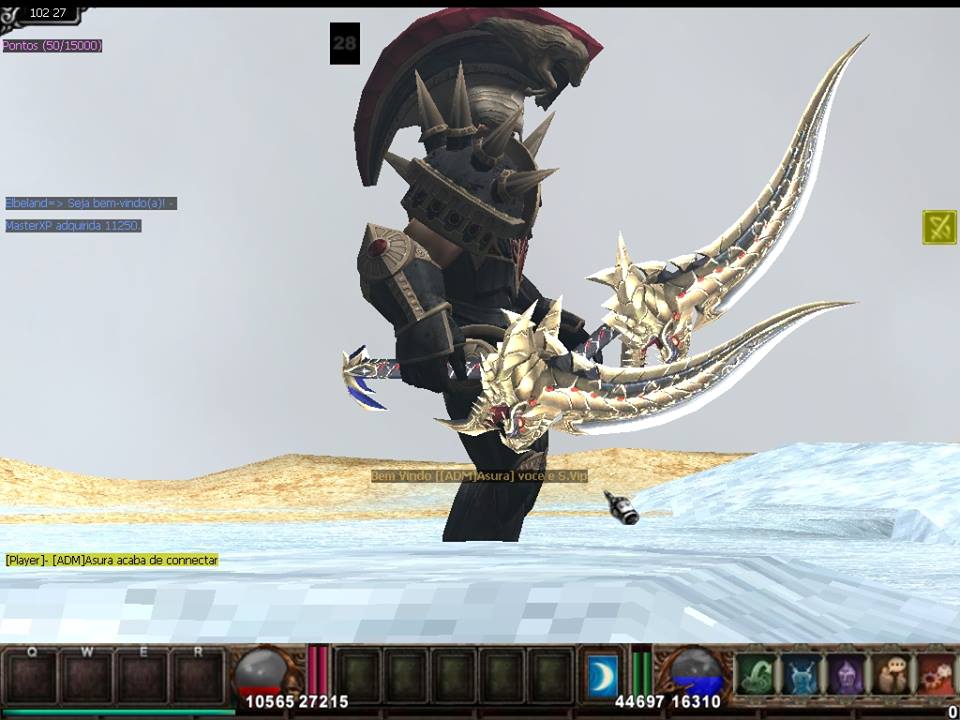 102 27
Pontos (50/15000)
28
Elbeland=> Seja bem-vindo(a)! -
MasterXP adquirida 11250.
Bem Vindo [[ADM]Asura] voce e S.Vip
[Player]- [ADM]Asura acaba de connectar
Q W E R
10565 27215 44697 16310
0